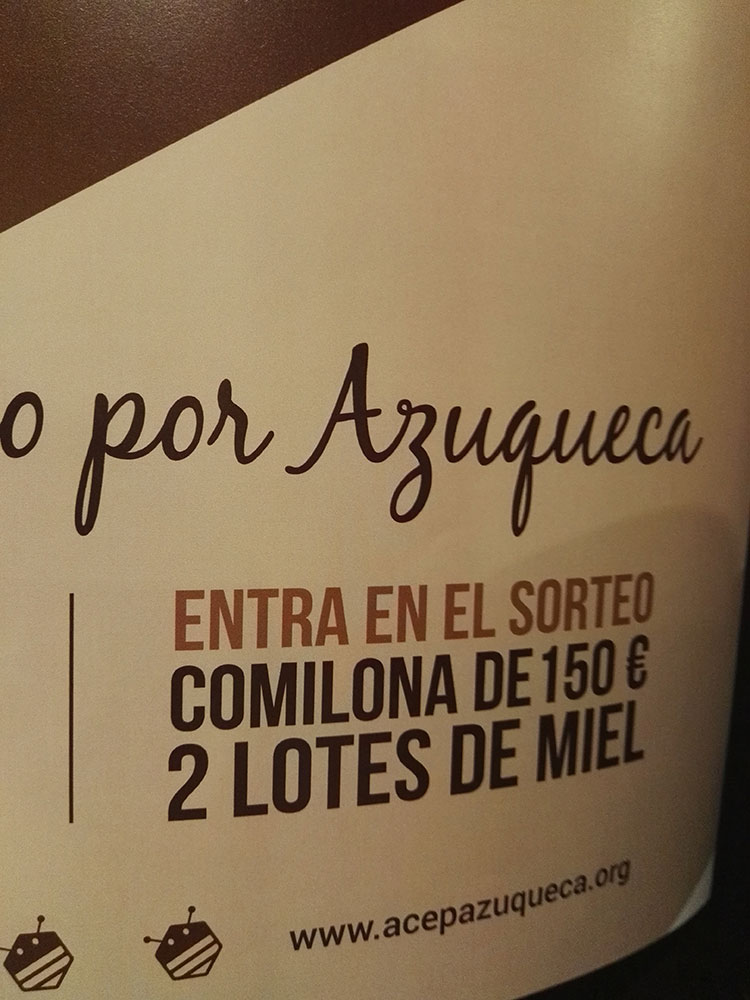 o por Azuqueca
ENTRA EN EL SORTEO
COMILONA DE 150 €
2 LOTES DE MIEL
www.acepazuqueca.org